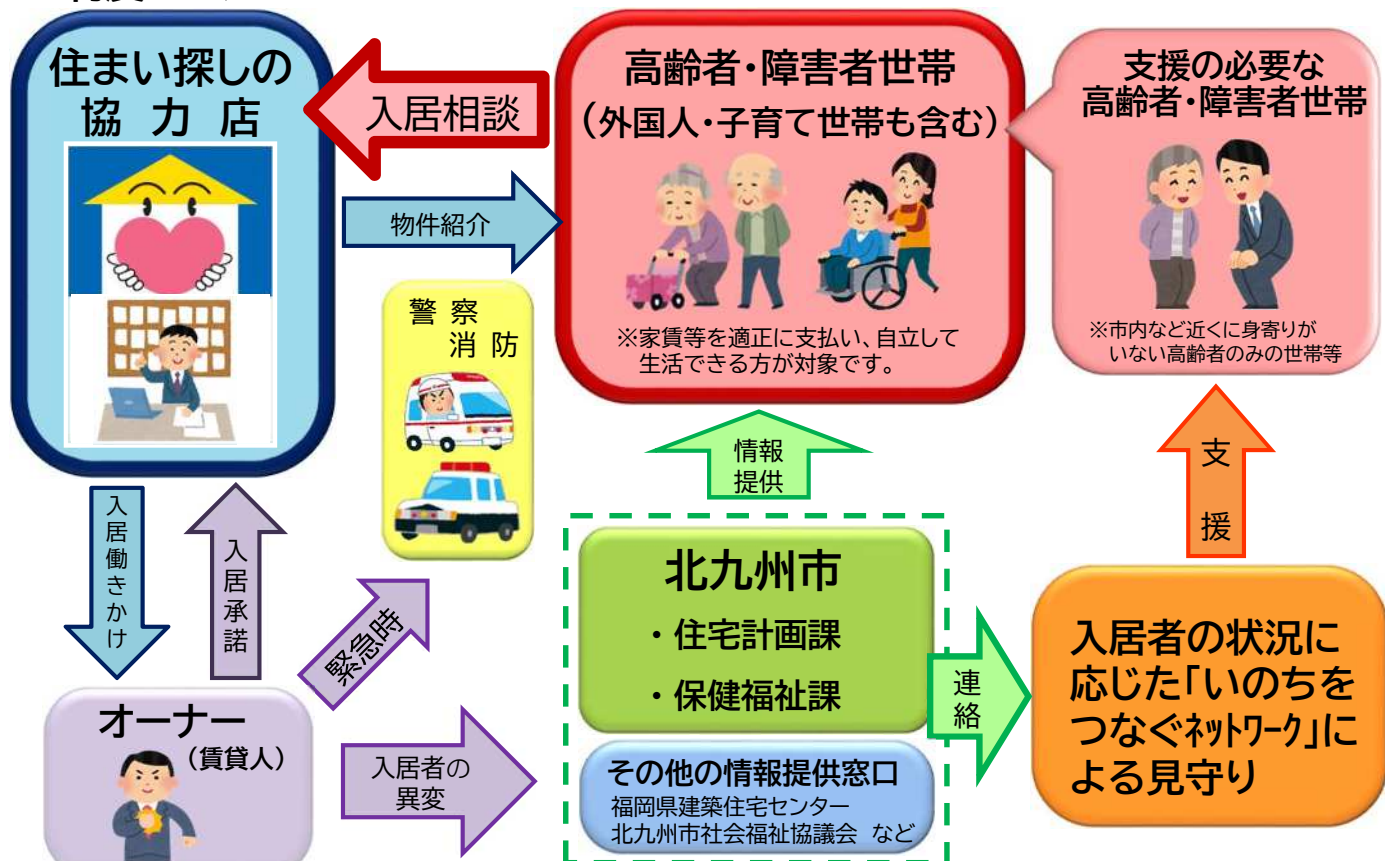 住まい探しの
協力店
入居相談
高齢者・障害者世帯
（外国人・子育て世帯も含む）
※家賃等を適正に支払い、自立して
生活できる方が対象です。
支援の必要な
高齢者・障害者世帯
※市内など近くに身寄りが
いない高齢者のみの世帯等
物件紹介
警察
消防
情報
提供
支援
入居働きかけ
入居承諾
緊急時
北九州市
・住宅計画課
・保健福祉課
連絡
入居者の状況に
応じた「いのちを
つなぐネットワーク」に
よる見守り
オーナー
（賃貸人）
入居者の
異変
その他の情報提供窓口
福岡県建築住宅センター
北九州市社会福祉協議会 など